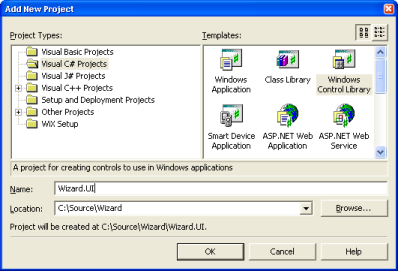 Add New Project
Project Types:
Templates:
Visual Basic Projects
Visual C# Projects
Visual J# Projects
Visual C++ Projects
Setup and Deployment Projects
Other Projects
WiX Setup
Windows Application
Class Library
Windows Control Library
Smart Device Application
ASP.NET Web Application
ASP.NET Web Service
A project for creating controls to use in Windows applications
Name:
Wizard.UI
Location:
C:\Source\Wizard
Browse...
Project will be created at C:\Source\Wizard\Wizard.UI.
OK
Cancel
Help